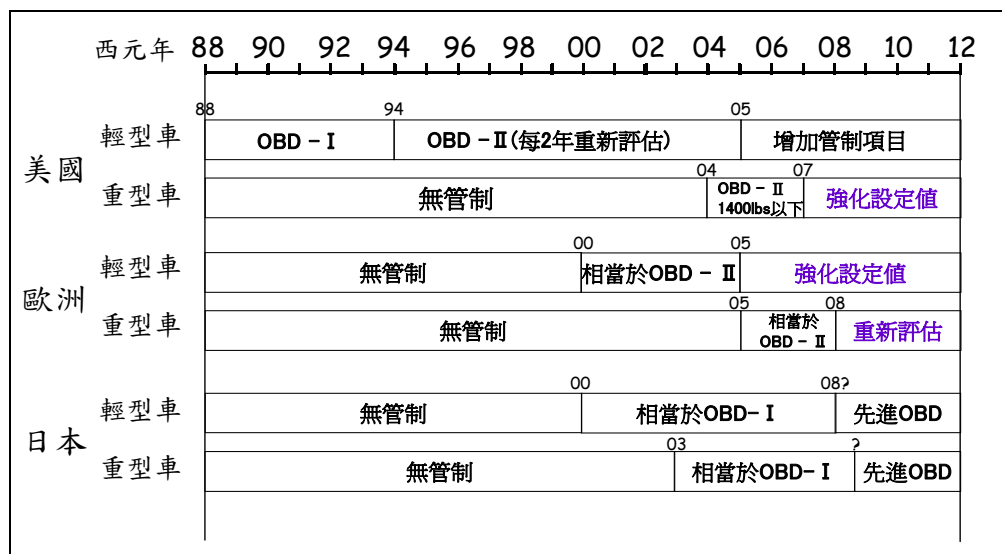 西元年 88 90 92 94 96 98 00 02 04 06 08 10 12
88 94 05
輕型車 OBD - I OBD - II(每2年重新評估) 增加管制項目
美國
04 07
重型車 無管制 OBD - II 強化設定值
1400lbs以下
00 05
輕型車 無管制 相當於OBD - II 強化設定值
歐洲
05 08
重型車 無管制 相當於 重新評估
OBD - II
00 08?
輕型車 無管制 相當於OBD- I 先進OBD
日本
03 ?
重型車 無管制 相當於OBD- I 先進OBD